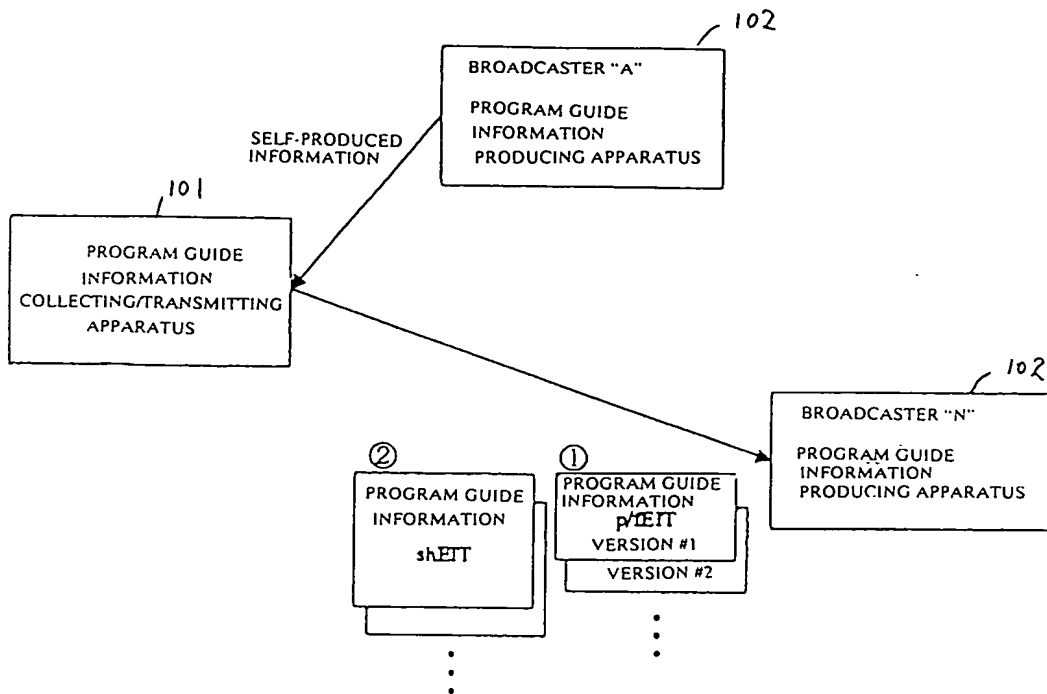 102
BROADCASTER "A"
PROGRAM GUIDE
INFORMATION
PRODUCING APPARATUS
SELF-PRODUCED
INFORMATION
101
PROGRAM GUIDE
INFORMATION
COLLECTING/TRANSMITTING
APPARATUS
102
BROADCASTER "N"
PROGRAM GUIDE
INFORMATION
PRODUCING APPARATUS
②
PROGRAM GUIDE
INFORMATION
shEIT
①
PROGRAM GUIDE
INFORMATION
p/fEIT
VERSION #1
VERSION #2